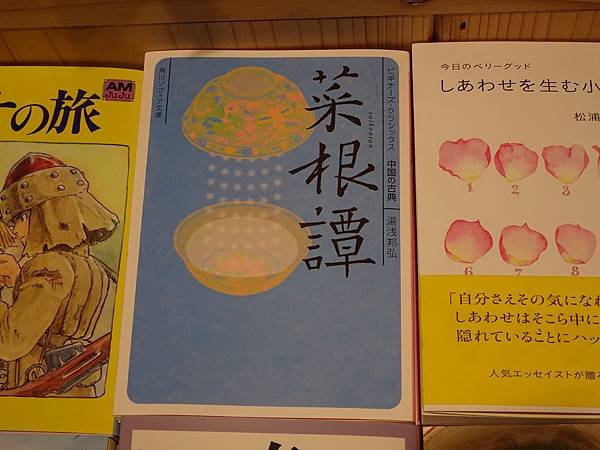 AM
JuJu
の旅
角川ソフィア文庫
菜根譚
saikontan
ビギナーズ・クラシックス 中国の古典
湯浅邦弘
今日のベリーグッド
しあわせを生む小
松浦
1 2 3
6 7 8
「自分さえその気になれ
しあわせはそこら中に
隠れていることにハッ
人気エッセイストが贈る